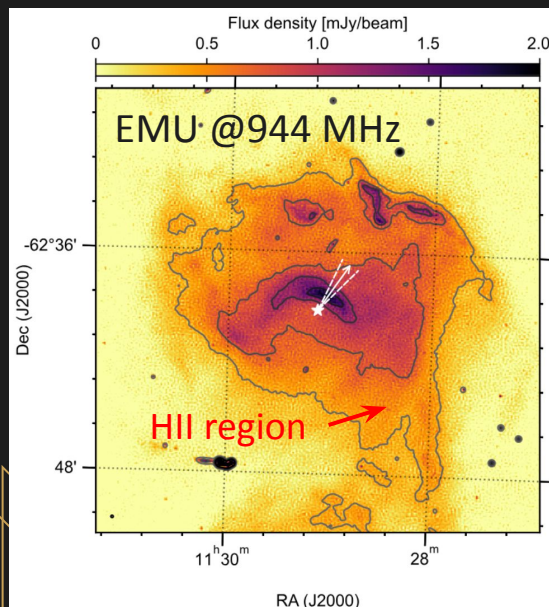 Flux density [mJy/beam]
0 0.5 1.0 1.5 2.0
EMU @944 MHz
-62°36'
Dec (J2000)
HII region
48'
11ʰ30ᵐ 28ᵐ
RA (J2000)